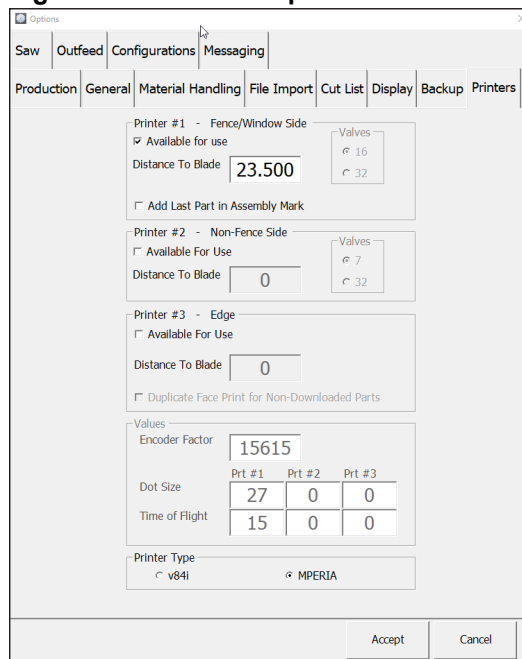 Options
Saw Outfeed Configurations Messaging
Production General Material Handling File Import Cut List Display Backup Printers
Printer #1 - Fence/Window Side
Available for use
Valves
16
Distance To Blade 23.500
32
Add Last Part in Assembly Mark
Printer #2 - Non-Fence Side
Available For Use
Valves
7
Distance To Blade 0
32
Printer #3 - Edge
Available For Use
Distance To Blade 0
Duplicate Face Print for Non-Downloaded Parts
Values
Encoder Factor 15615
Prt #1 Prt #2 Prt #3
Dot Size 27 0 0
Time of Flight 15 0 0
Printer Type
v84i MPERIA
Accept Cancel